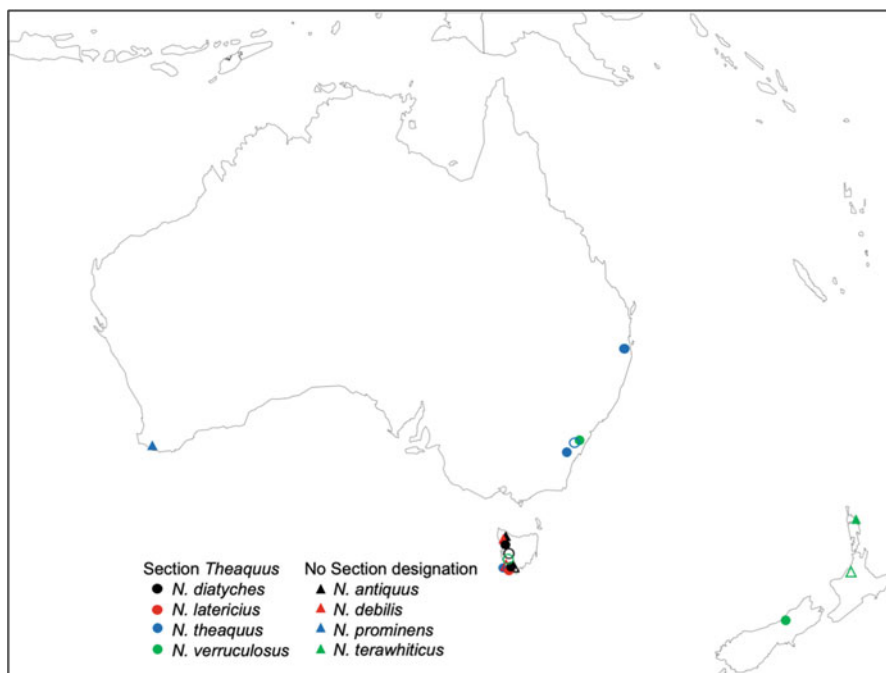 Section Theaquus No Section designation
N. diatyches N. antiquus
N. latericius N. debilis
N. theaquus N. prominens
N. verruculosus N. terawhiticus